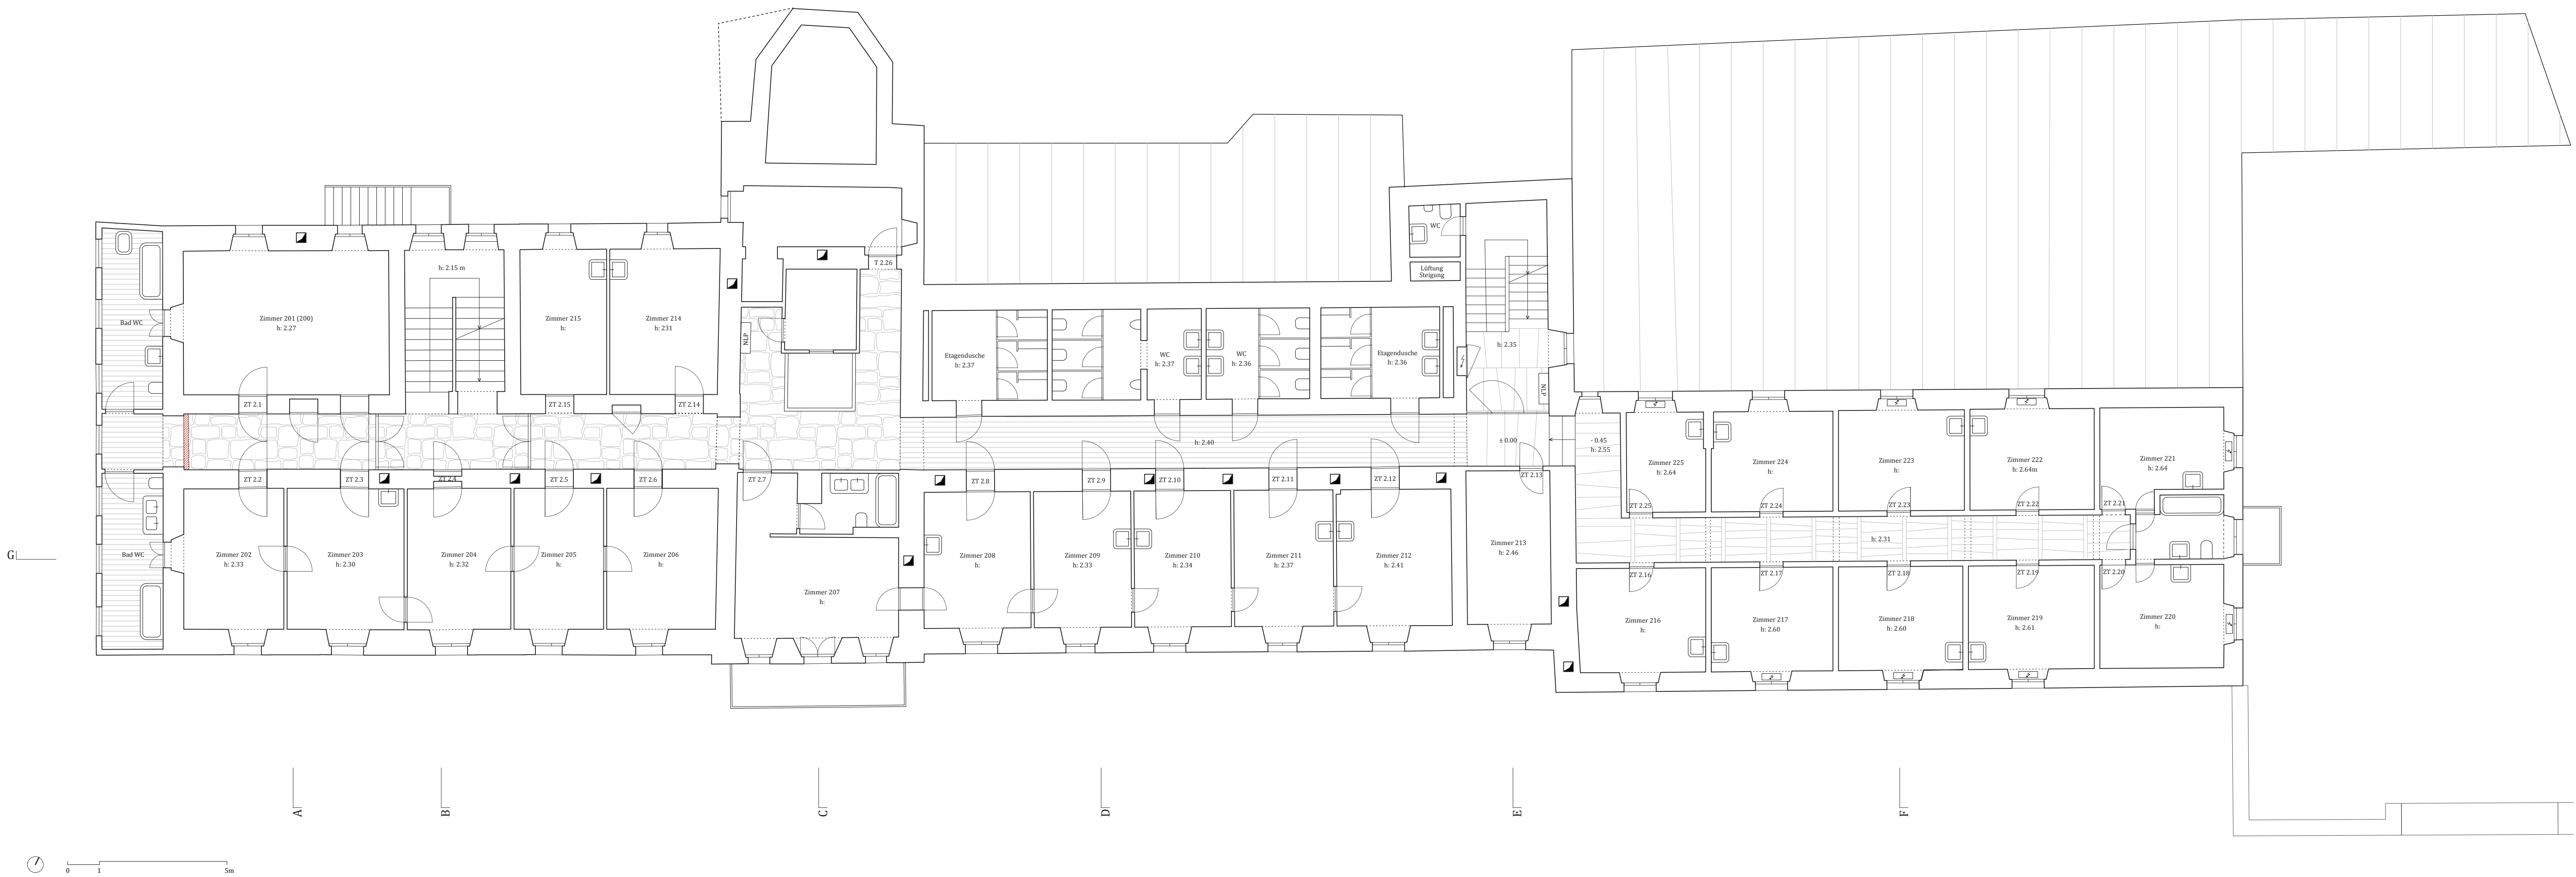 h: 2.15 m
Bad WC
Zimmer 201 (200)
h: 2.27
Zimmer 215
h:
Zimmer 214
h: 231
T 2.26
NLP
WC
Lüftung
Steigung
Etagendusche
h: 2.37
WC
h: 2.37
WC
h: 2.36
Etagendusche
h: 2.36
h: 2.35
NLP
ZT 2.1
ZT 2.15
ZT 2.14
h: 2.40
± 0.00
- 0.45
h: 2.55
Zimmer 225
h: 2.64
Zimmer 224
h:
Zimmer 223
h:
Zimmer 222
h: 2.64m
Zimmer 221
h: 2.64
ZT 2.2
ZT 2.3
ZT 2.4
ZT 2.5
ZT 2.6
ZT 2.7
ZT 2.8
ZT 2.9
ZT 2.10
ZT 2.11
ZT 2.12
ZT 2.13
ZT 2.25
ZT 2.24
ZT 2.23
ZT 2.22
ZT 2.21
h: 2.31
G
Bad WC
Zimmer 202
h: 2.33
Zimmer 203
h: 2.30
Zimmer 204
h: 2.32
Zimmer 205
h:
Zimmer 206
h:
Zimmer 207
h:
Zimmer 208
h:
Zimmer 209
h: 2.33
Zimmer 210
h: 2.34
Zimmer 211
h: 2.37
Zimmer 212
h: 2.41
Zimmer 213
h: 2.46
ZT 2.16
ZT 2.17
ZT 2.18
ZT 2.19
ZT 2.20
Zimmer 216
h:
Zimmer 217
h: 2.60
Zimmer 218
h: 2.60
Zimmer 219
h: 2.61
Zimmer 220
h:
A
B
C
D
E
F
0 1 5m